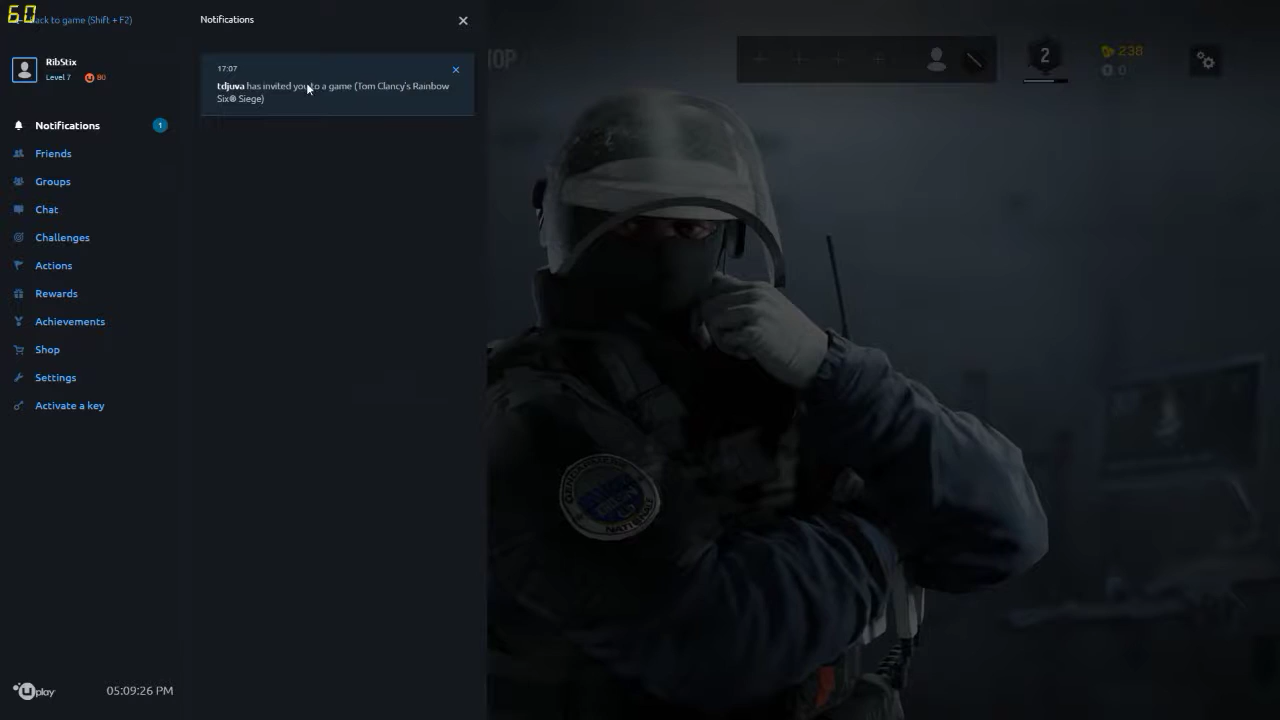 60
Back to game (Shift + F2)
Notifications
RibStix
Level 7 80
17:07
tdjuva has invited you to a game (Tom Clancy's Rainbow
Six® Siege)
Notifications 1
Friends
Groups
Chat
Challenges
Actions
Rewards
Achievements
Shop
Settings
Activate a key
uplay 05:09:26 PM
2
238
0
GENDARMERIE
NATIONALE